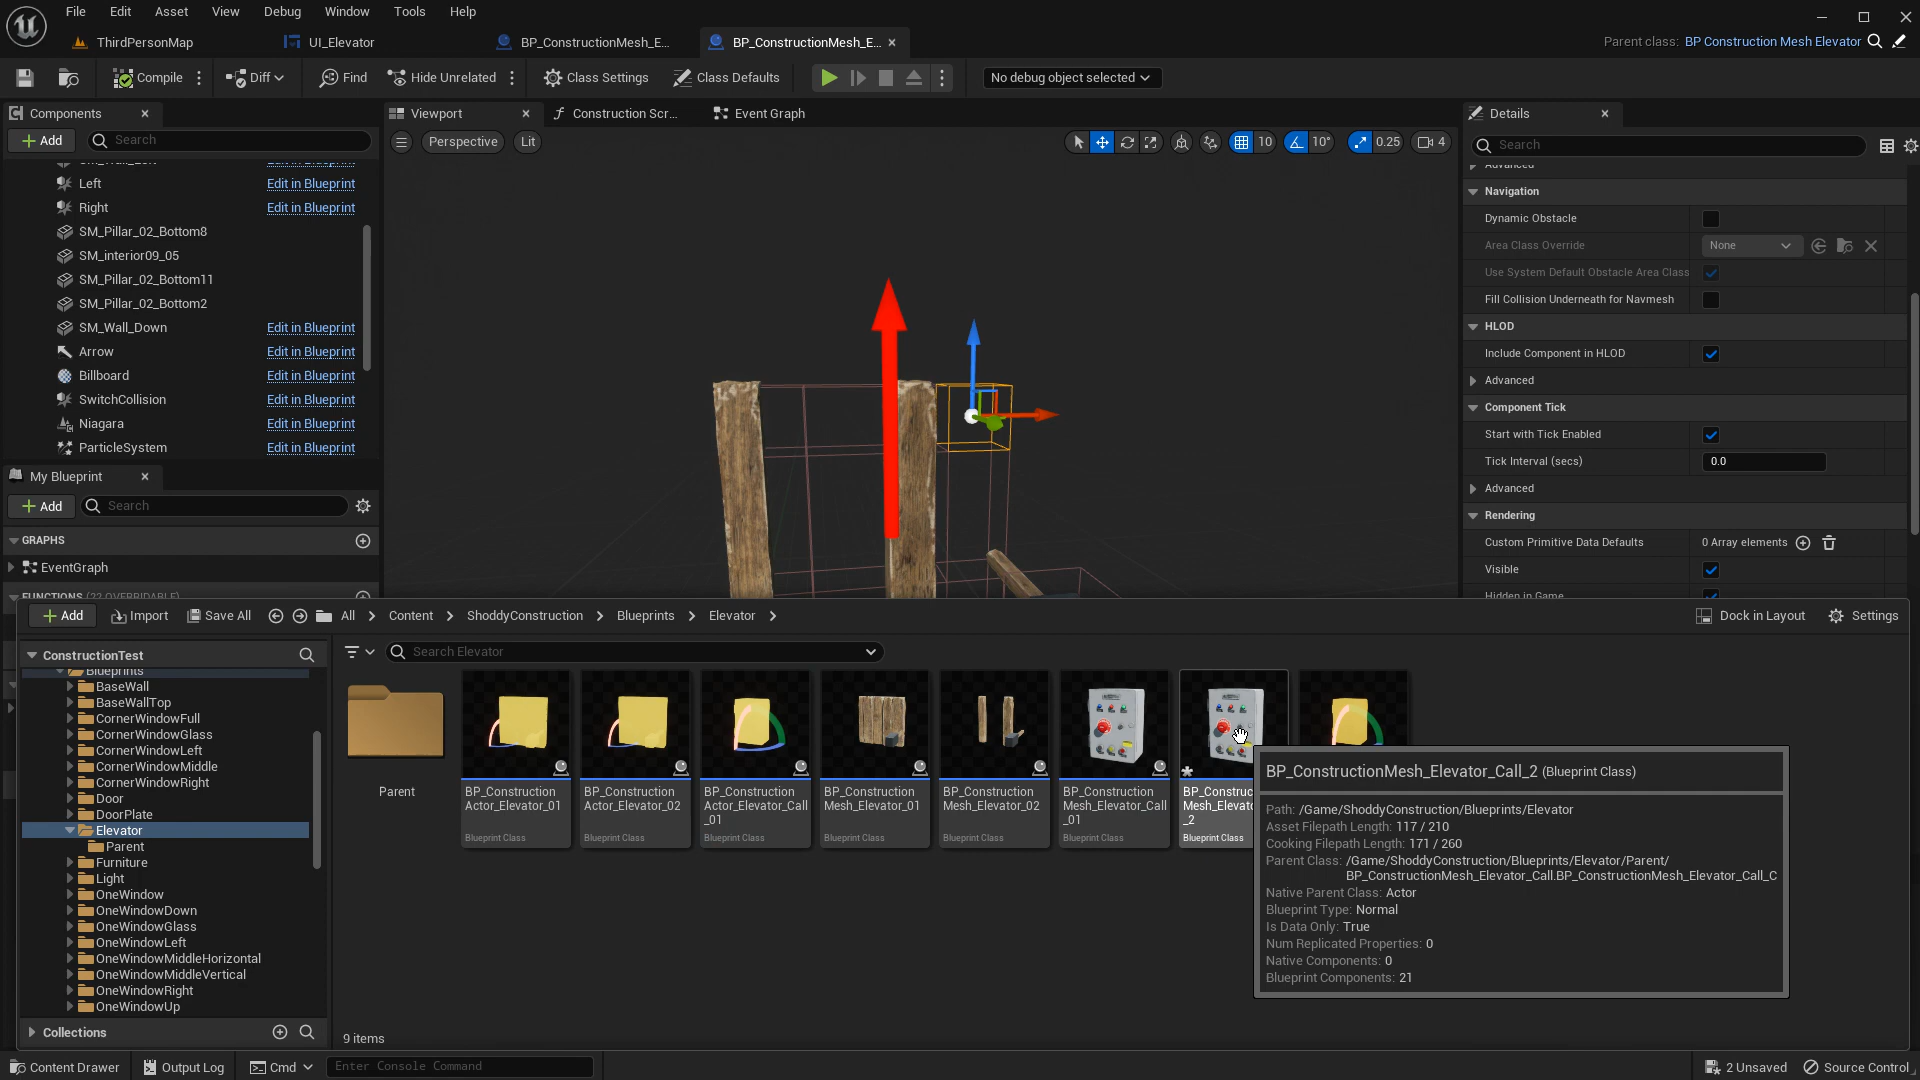 File Edit Asset View Debug Window Tools Help
ThirdPersonMap UI_Elevator BP_ConstructionMesh_E... BP_ConstructionMesh_E... Parent class: BP Construction Mesh Elevator
Compile Diff Find Hide Unrelated Class Settings Class Defaults No debug object selected
Components Viewport Construction Scr... Event Graph Details
Add Search Perspective Lit 10 10° 0.25 4 Search
Left Edit in Blueprint
Right Edit in Blueprint
SM_Pillar_02_Bottom8
SM_interior09_05
SM_Pillar_02_Bottom11
SM_Pillar_02_Bottom2
SM_Wall_Down Edit in Blueprint
Arrow Edit in Blueprint
Billboard Edit in Blueprint
SwitchCollision Edit in Blueprint
Niagara Edit in Blueprint
ParticleSystem Edit in Blueprint
My Blueprint
Add Search
GRAPHS
EventGraph
FUNCTIONS (22 OVERRIDABLE)
Advanced
Navigation
Dynamic Obstacle
Area Class Override None
Use System Default Obstacle Area Class
Fill Collision Underneath for Navmesh
HLOD
Include Component in HLOD
Advanced
Component Tick
Start with Tick Enabled
Tick Interval (secs) 0.0
Advanced
Rendering
Custom Primitive Data Defaults 0 Array elements
Visible
Hidden in Game
Add Import Save All All Content ShoddyConstruction Blueprints Elevator Dock in Layout Settings
ConstructionTest
Search Elevator
Blueprints
BaseWall
BaseWallTop
CornerWindowFull
CornerWindowGlass
CornerWindowLeft
CornerWindowMiddle
CornerWindowRight
Door
DoorPlate
Elevator
Parent
Furniture
Light
OneWindow
OneWindowDown
OneWindowGlass
OneWindowLeft
OneWindowMiddleHorizontal
OneWindowMiddleVertical
OneWindowRight
OneWindowUp
Collections
Parent
BP_Construction
Actor_Elevator_01
Blueprint Class
BP_Construction
Actor_Elevator_02
Blueprint Class
BP_Construction
Actor_Elevator_Call
_01
Blueprint Class
BP_Construction
Mesh_Elevator_01
Blueprint Class
BP_Construction
Mesh_Elevator_02
Blueprint Class
BP_Construction
Mesh_Elevator_Call
_01
Blueprint Class
BP_Construc
Mesh_Elevato
_2
Blueprint Class
BP_ConstructionMesh_Elevator_Call_2 (Blueprint Class)
Path: /Game/ShoddyConstruction/Blueprints/Elevator
Asset Filepath Length: 117 / 210
Cooking Filepath Length: 171 / 260
Parent Class: /Game/ShoddyConstruction/Blueprints/Elevator/Parent/
BP_ConstructionMesh_Elevator_Call.BP_ConstructionMesh_Elevator_Call_C
Native Parent Class: Actor
Blueprint Type: Normal
Is Data Only: True
Num Replicated Properties: 0
Native Components: 0
Blueprint Components: 21
9 items
Content Drawer Output Log Cmd Enter Console Command 2 Unsaved Source Control